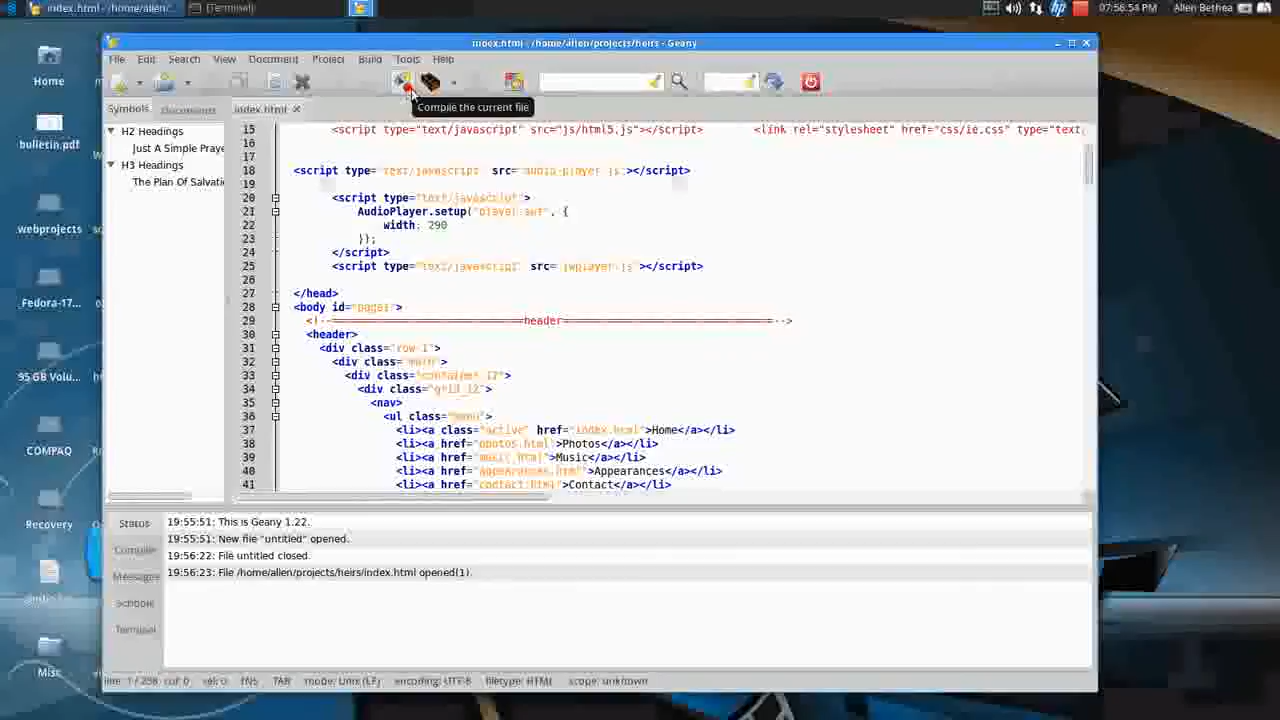 index.html - /home/allen/
[Terminal]
07:56:54 PM
Allen Bethea
index.html - /home/allen/projects/heirs - Geany
File Edit Search View Document Project Build Tools Help
Compile the current file
Symbols Documents index.html
H2 Headings
Just A Simple Praye
H3 Headings
The Plan Of Salvati
15 <script type="text/javascript" src="js/html5.js"></script> <link rel="stylesheet" href="css/ie.css" type="text,
16
17
18 <script type="text/javascript" src="audio-player.js"></script>
19
20 <script type="text/javascript">
21 AudioPlayer.setup("player.swf", {
22 width: 290
23 });
24 </script>
25 <script type="text/javascript" src="jwplayer.js"></script>
26
27 </head>
28 <body id="page1">
29 <!--header-->
30 <header>
31 <div class="row-1">
32 <div class="main">
33 <div class="container_12">
34 <div class="grid_12">
35 <nav>
36 <ul class="menu">
37 <li><a class="active" href="index.html">Home</a></li>
38 <li><a href="photos.html">Photos</a></li>
39 <li><a href="music.html">Music</a></li>
40 <li><a href="appearances.html">Appearances</a></li>
41 <li><a href="contact.html">Contact</a></li>
Status
Compiler
Messages
Scribble
Terminal
19:55:51: This is Geany 1.22.
19:55:51: New file "untitled" opened.
19:56:22: File untitled closed.
19:56:23: File /home/allen/projects/heirs/index.html opened(1).
line: 1 / 258 col: 0 sel: 0 INS TAB mode: Unix (LF) encoding: UTF-8 filetype: HTML scope: unknown
Home
bulletin.pdf
.webprojects
.Fedora-17...
95 GB Volu...
COMPAQ
Recovery
Misc